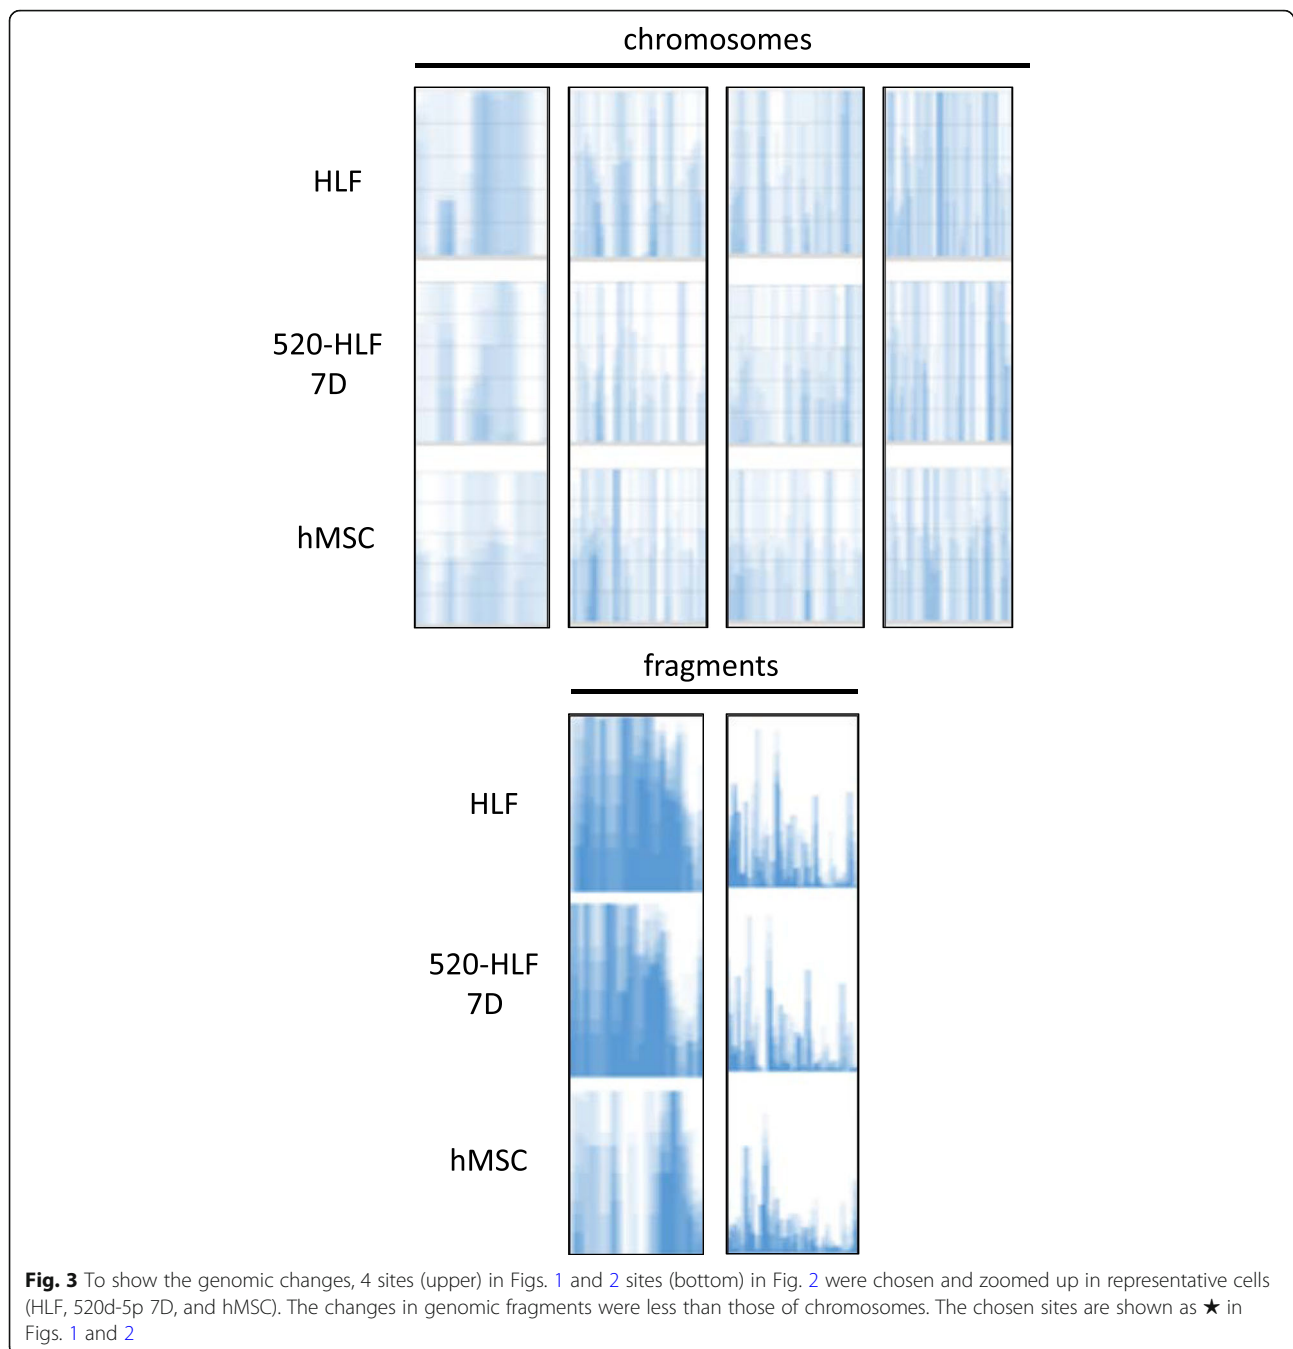 chromosomes
HLF
520-HLF
7D
hMSC
fragments
HLF
520-HLF
7D
hMSC
Fig. 3 To show the genomic changes, 4 sites (upper) in Figs. 1 and 2 sites (bottom) in Fig. 2 were chosen and zoomed up in representative cells
(HLF, 520d-5p 7D, and hMSC). The changes in genomic fragments were less than those of chromosomes. The chosen sites are shown as ★ in
Figs. 1 and 2